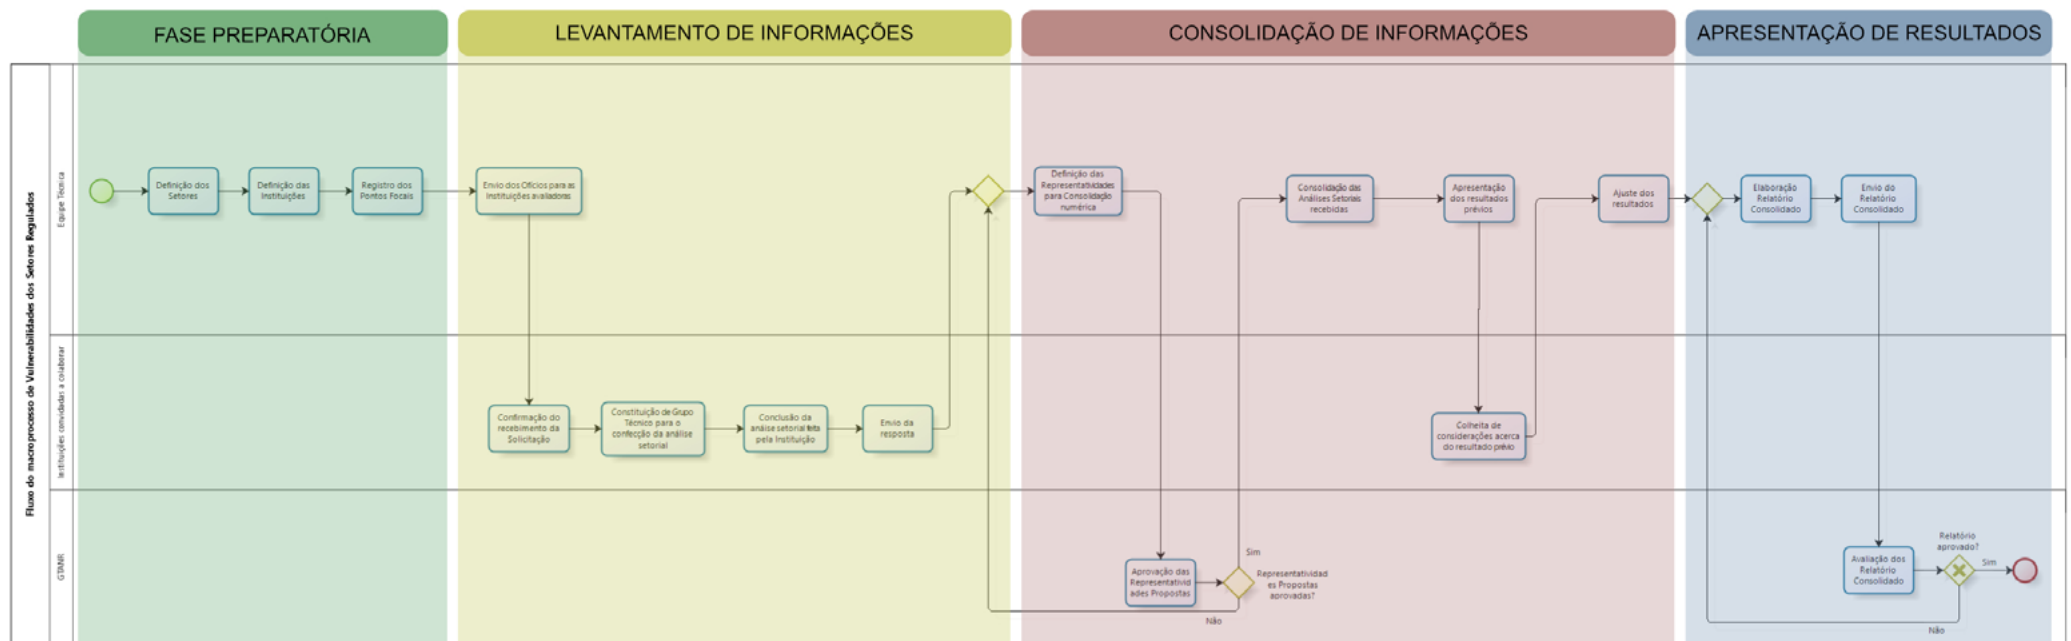 FASE PREPARATÓRIA
LEVANTAMENTO DE INFORMAÇÕES
CONSOLIDAÇÃO DE INFORMAÇÕES
APRESENTAÇÃO DE RESULTADOS
Fluxo do macroprocesso de Vulnerabilidades dos Setores Regulados
Equipe Técnica
Definição dos
Setores
Definição das
Instituições
Registro dos
Pontos Focais
Envio dos Ofícios para as
Instituições avaliadoras
Definição das
Representatividades
para Consolidação
numérica
Consolidação das
Análises Setoriais
recebidas
Apresentação
dos resultados
prévios
Ajuste dos
resultados
Elaboração
Relatório
Consolidado
Envio do
Relatório
Consolidado
Instituições convidadas a colaborar
Confirmação do
recebimento da
Solicitação
Constituição de Grupo
Técnico para o
confecção da análise
setorial
Conclusão da
anáise setorial feita
pela Instituição
Envio da
resposta
Colheita de
considerações acerca
do resultado prévio
Aprovação das
Representativid
ades Propostas
Sim
Representatividad
es Propostas
aprovadas?
Não
Avaliação dos
Relatório
Consolidado
Relatório
aprovado?
Sim
Não